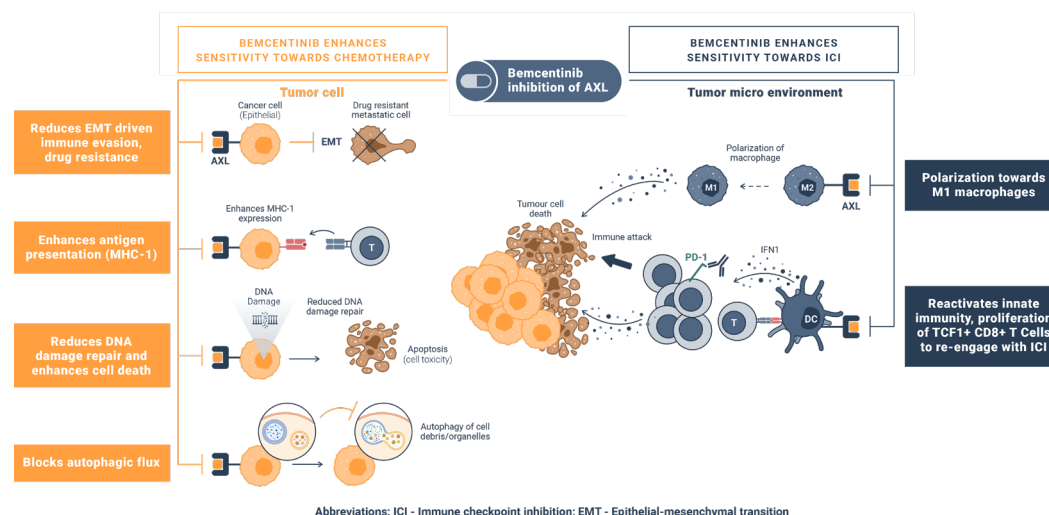 BEMCENTINIB ENHANCES
SENSITIVITY TOWARDS CHEMOTHERAPY
BEMCENTINIB ENHANCES
SENSITIVITY TOWARDS ICI
Bemcentinib
inhibition of AXL
Tumor cell
Tumor micro environment
Reduces EMT driven
immune evasion,
drug resistance
Cancer cell
(Epithelial)
Drug resistant
metastatic cell
EMT
AXL
Enhances antigen
presentation (MHC-1)
Enhances MHC-1
expression
T
Reduces DNA
damage repair and
enhances cell death
DNA
Damage
Reduced DNA
damage repair
Apoptosis
(cell toxicity)
Blocks autophagic flux
Autophagy of cell
debris/organelles
Polarization of
macrophage
M1
M2
AXL
Polarization towards
M1 macrophages
Tumour cell
death
Immune attack
PD-1
IFN1
T
DC
Reactivates innate
immunity, proliferation
of TCF1+ CD8+ T Cells
to re-engage with ICI
Abbreviations: ICI - Immune checkpoint inhibition; EMT - Epithelial-mesenchymal transition